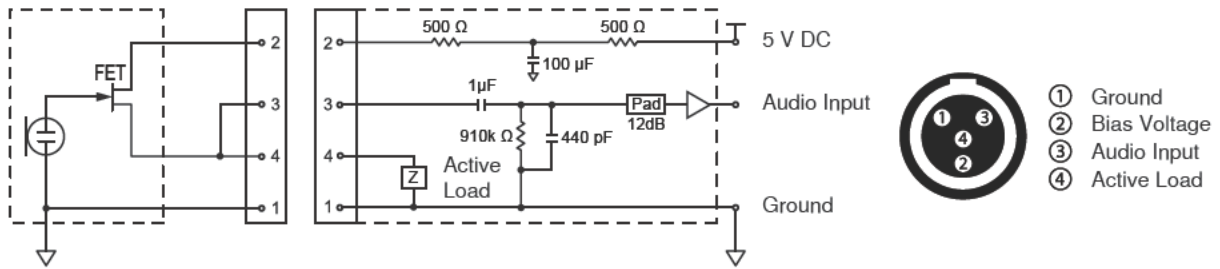 500 Ω 500 Ω
2 2 5 V DC
FET 100 µF
1µF
3 3 Pad Audio Input
12dB
910k Ω 440 pF
4 4 Active
Z Load
1 1 Ground
1 3
4
2
1 Ground
2 Bias Voltage
3 Audio Input
4 Active Load